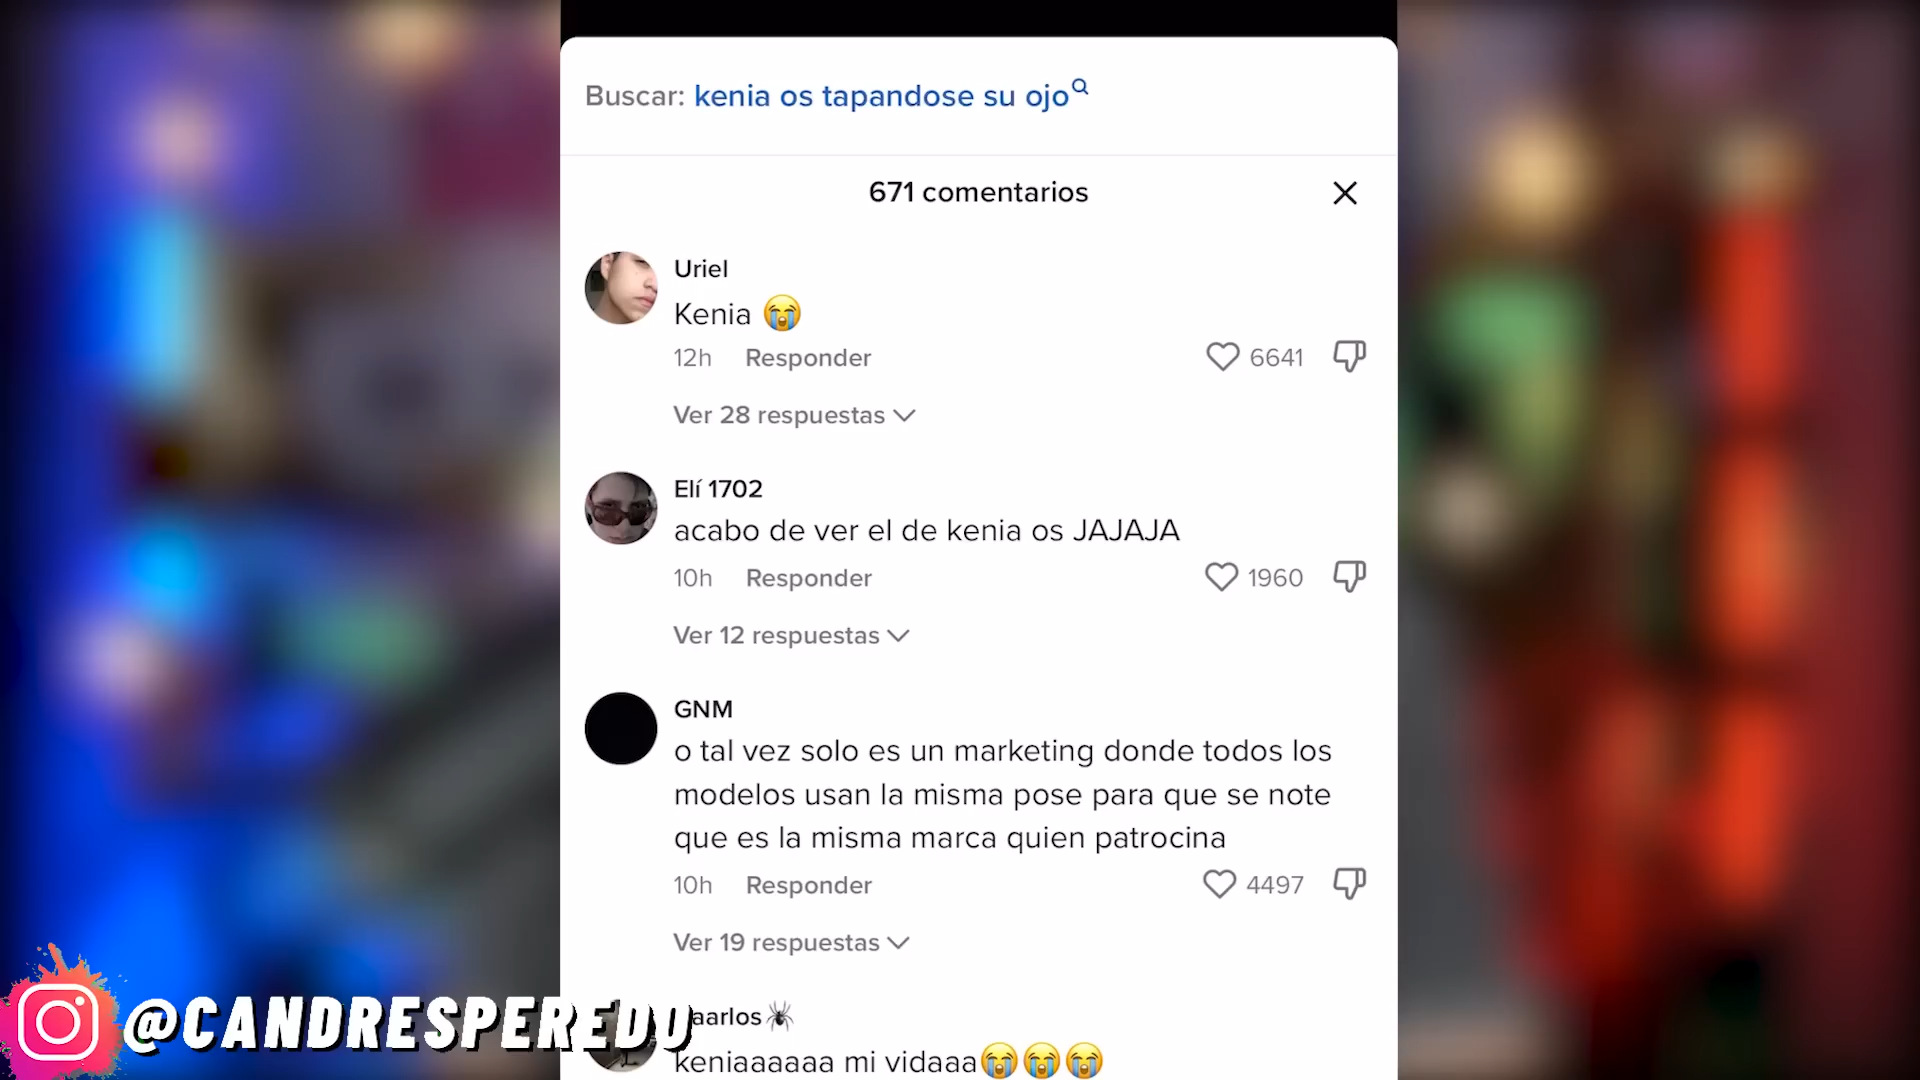 Buscar: kenia os tapandose su ojo
671 comentarios
Uriel
Kenia 😭
12h Responder 6641
Ver 28 respuestas
Elí 1702
acabo de ver el de kenia os JAJAJA
10h Responder 1960
Ver 12 respuestas
GNM
o tal vez solo es un marketing donde todos los
modelos usan la misma pose para que se note
que es la misma marca quien patrocina
10h Responder 4497
Ver 19 respuestas
aarlos🕷
keniaaaaaa mi vidaaa😭😭😭
@CANDRESPEREDU